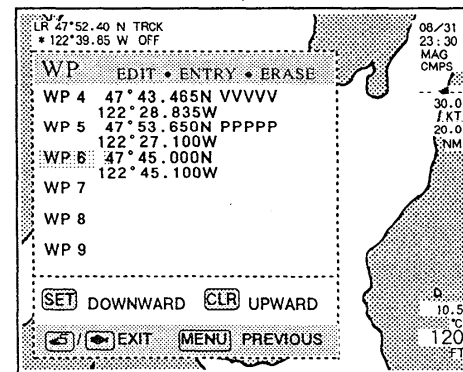 LR 47°52.40 N TRCK
* 122°39.85 W OFF
08/31
23:30
MAG
CMPS
WP EDIT • ENTRY • ERASE
WP 4 47°43.465N VVVVV
122°28.835W
WP 5 47°53.650N PPPPP
122°27.100W
WP 6 47°45.000N
122°45.100W
WP 7
WP 8
WP 9
30.0
KT
20.0
NM
SET DOWNWARD CLR UPWARD
/ EXIT MENU PREVIOUS
D
10.5
°C
120
FT